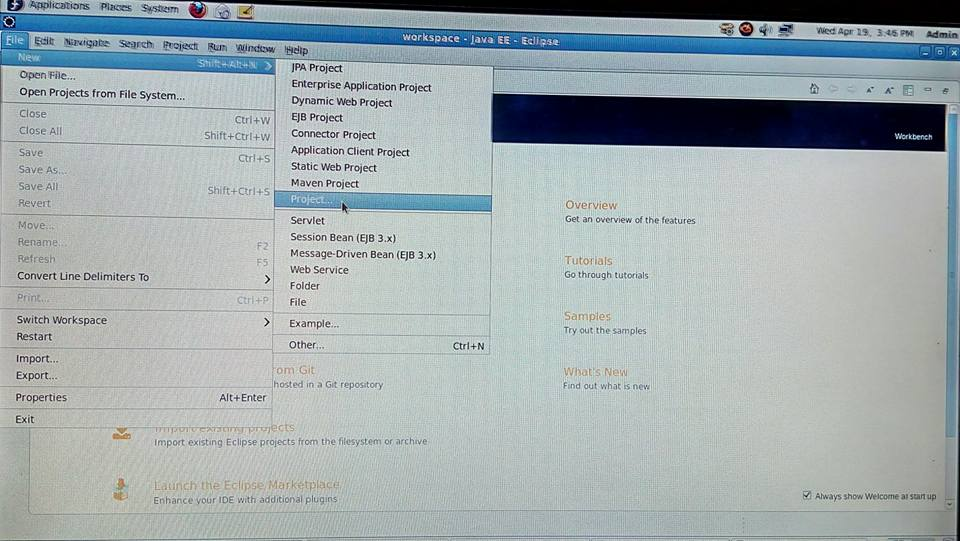 Applications Places System
Wed Apr 19, 3:46 PM Admin
workspace - Java EE - Eclipse
File Edit Navigate Search Project Run Window Help
New Shift+Alt+N
Open File...
Open Projects from File System...
Close Ctrl+W
Close All Shift+Ctrl+W
Save Ctrl+S
Save As...
Save All Shift+Ctrl+S
Revert
Move...
Rename... F2
Refresh F5
Convert Line Delimiters To
Print... Ctrl+P
Switch Workspace
Restart
Import...
Export...
Properties Alt+Enter
Exit
JPA Project
Enterprise Application Project
Dynamic Web Project
EJB Project
Connector Project
Application Client Project
Static Web Project
Maven Project
Project...
Servlet
Session Bean (EJB 3.x)
Message-Driven Bean (EJB 3.x)
Web Service
Folder
File
Example...
Other... Ctrl+N
Workbench
Overview
Get an overview of the features
Tutorials
Go through tutorials
Samples
Try out the samples
What's New
Find out what is new
rom Git
hosted in a Git repository
Import existing projects
Import existing Eclipse projects from the filesystem or archive
Launch the Eclipse Marketplace
Enhance your IDE with additional plugins
Always show Welcome at start up